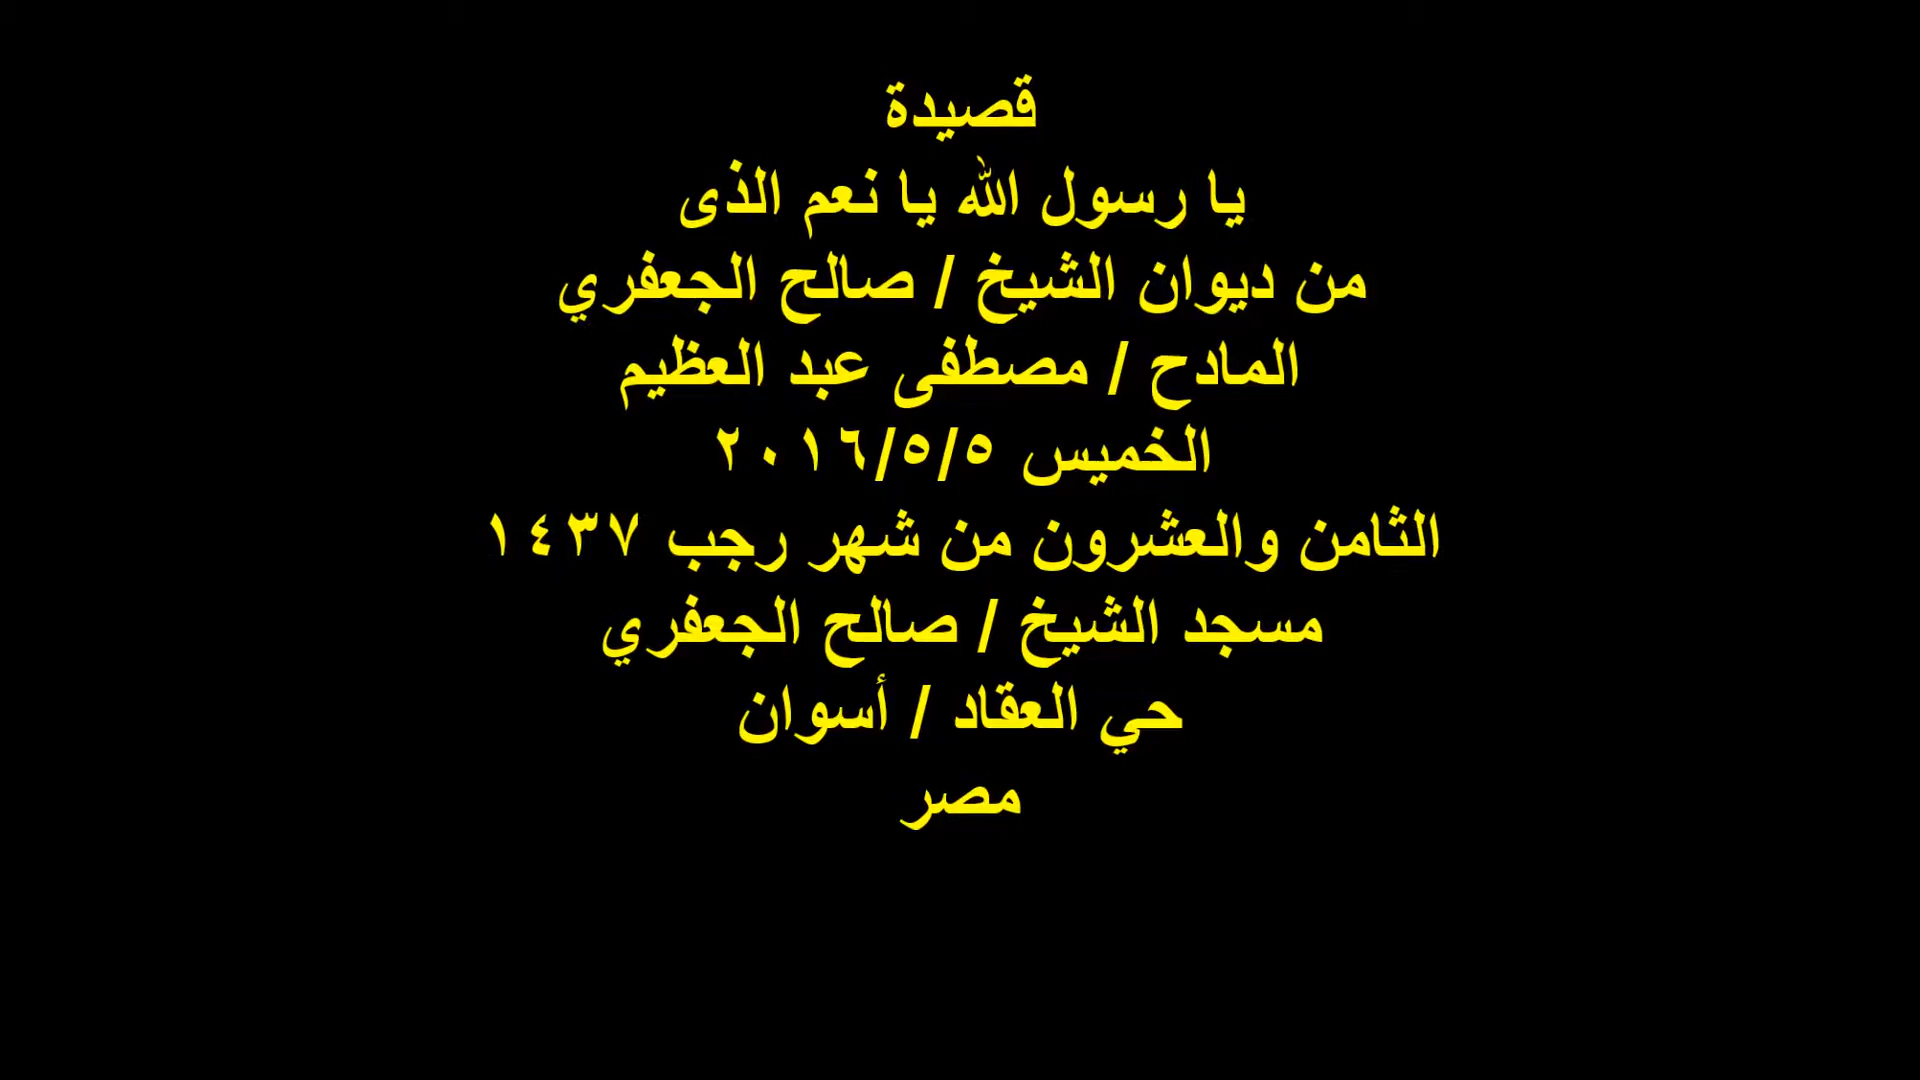 قصيدة
يا رسول الله يا نعم الذى
من ديوان الشيخ / صالح الجعفري
المادح / مصطفى عبد العظيم
الخميس ٢٠١٦/٥/٥
الثامن والعشرون من شهر رجب ١٤٣٧
مسجد الشيخ / صالح الجعفري
حي العقاد / أسوان
مصر